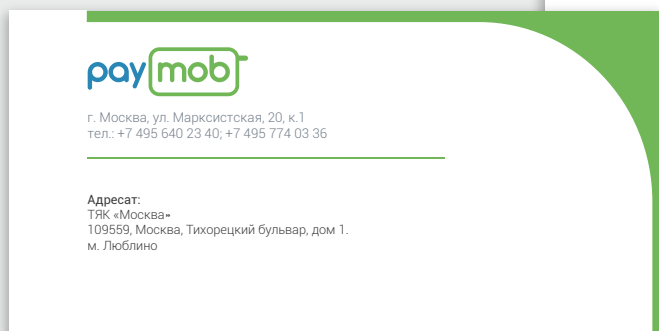 paymob
г. Москва, ул. Марксистская, 20, к.1
тел.: +7 495 640 23 40; +7 495 774 03 36
Адресат:
ТЯК «Москва»
109559, Москва, Тихорецкий бульвар, дом 1.
м. Люблино